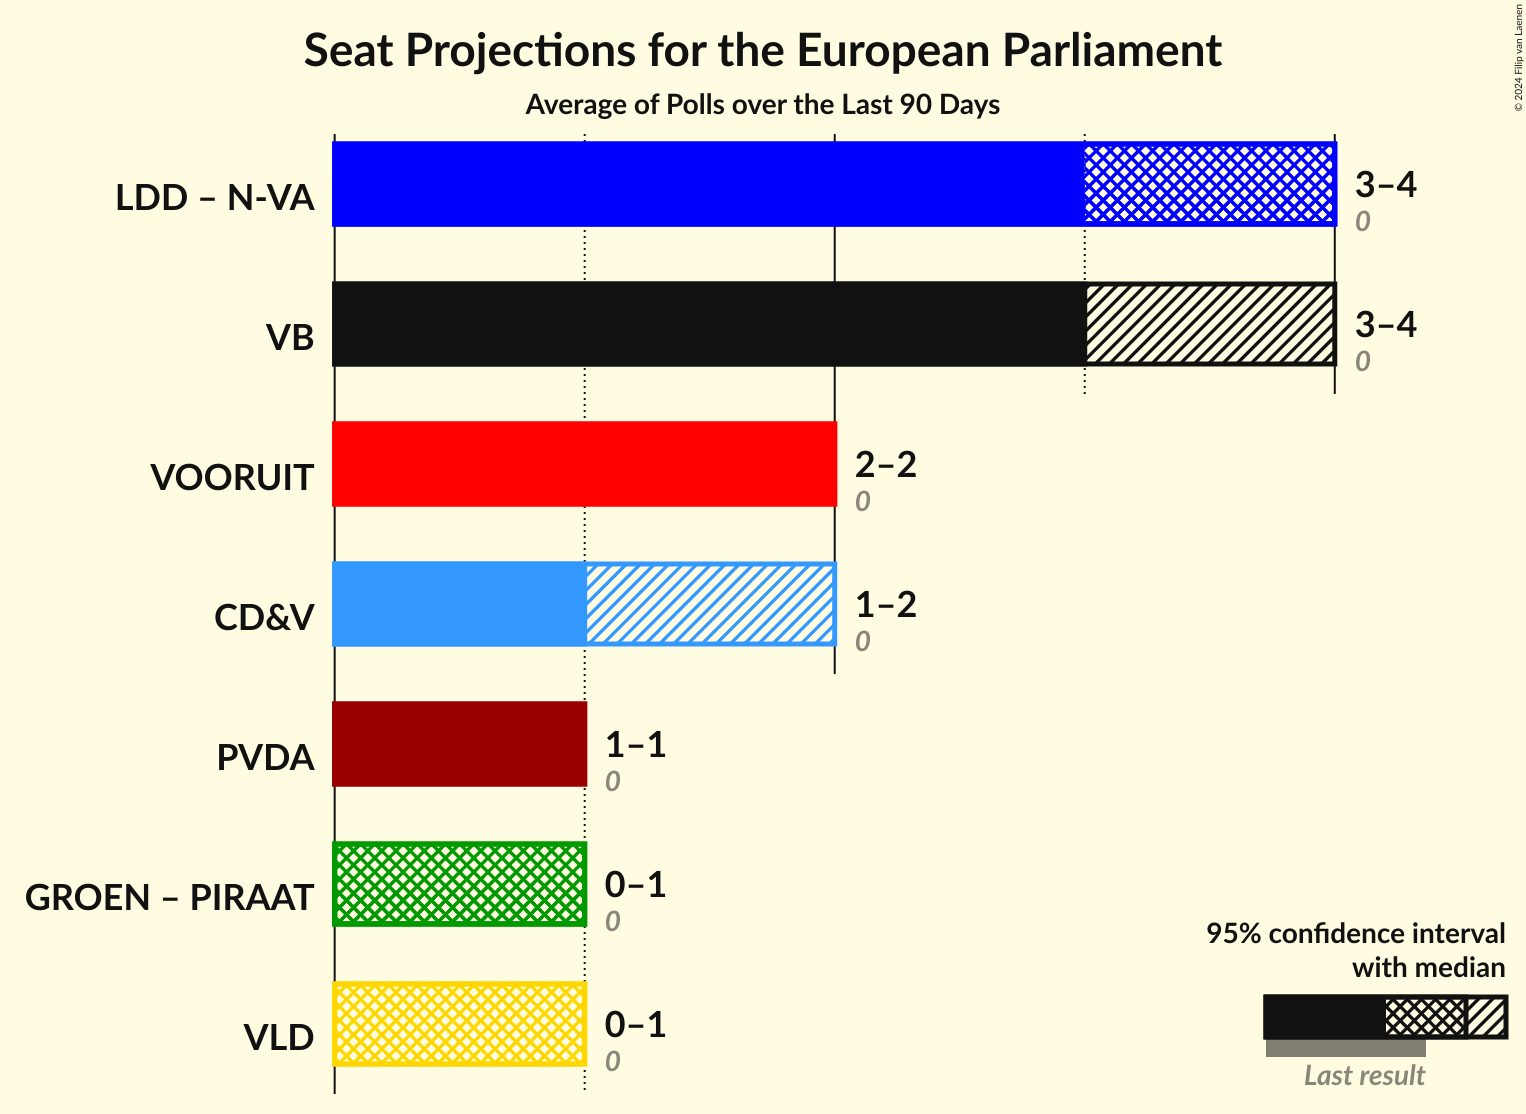 Seat Projections for the European Parliament
Average of Polls over the Last 90 Days
© 2024 Filip van Laenen
LDD – N-VA
3–4
0
VB
3–4
0
VOORUIT
2–2
0
CD&V
1–2
0
PVDA
1–1
0
GROEN – PIRAAT
0–1
0
VLD
0–1
0
95% confidence interval
with median
Last result